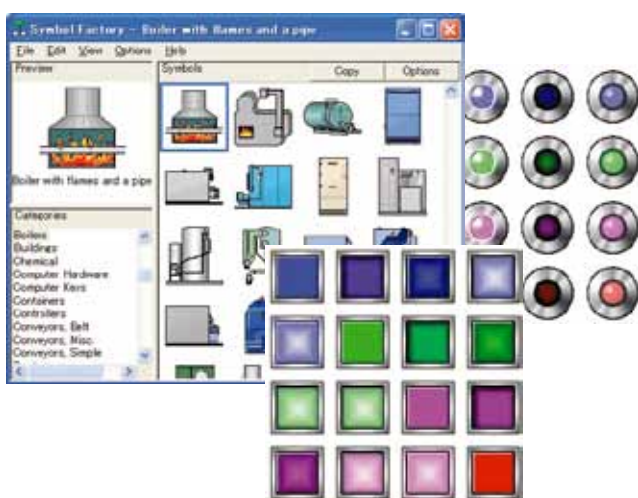 Symbol Factory - Boiler with flames and a pipe
File Edit View Options Help
Preview
Symbols
Copy
Options
Boiler with flames and a pipe
Categories
Boilers
Buildings
Chemical
Computer Hardware
Computer Keys
Containers
Controllers
Conveyors, Belt
Conveyors, Misc.
Conveyors, Simple